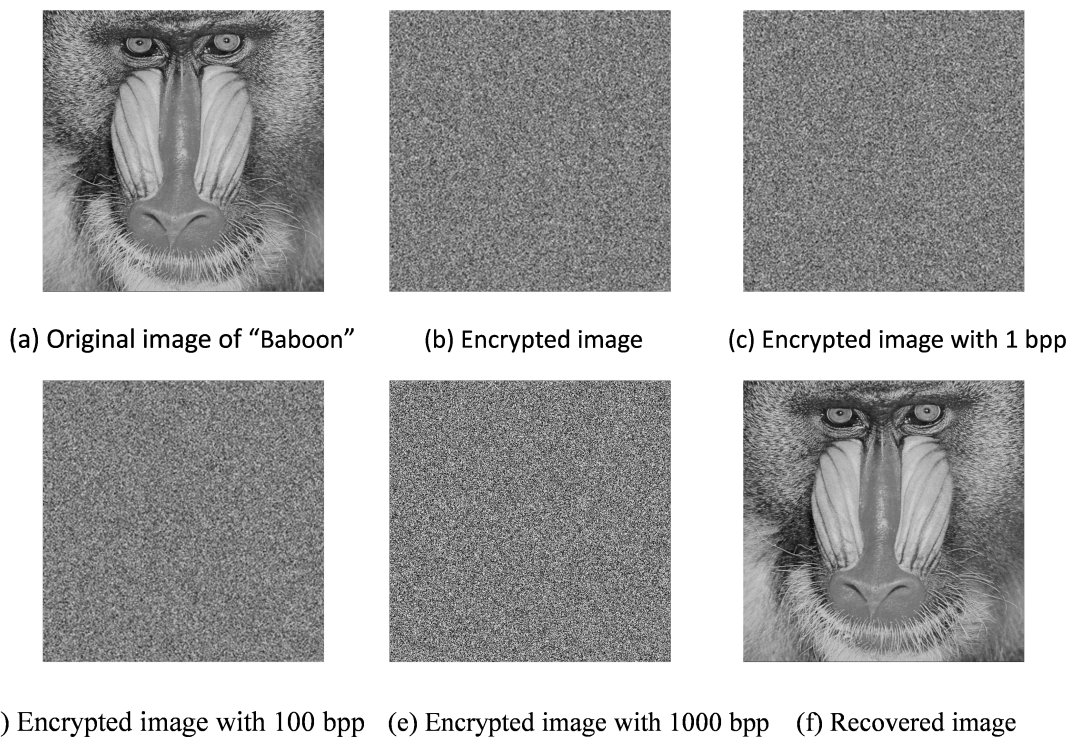 (a) Original image of “Baboon”
(b) Encrypted image
(c) Encrypted image with 1 bpp
) Encrypted image with 100 bpp
(e) Encrypted image with 1000 bpp
(f) Recovered image